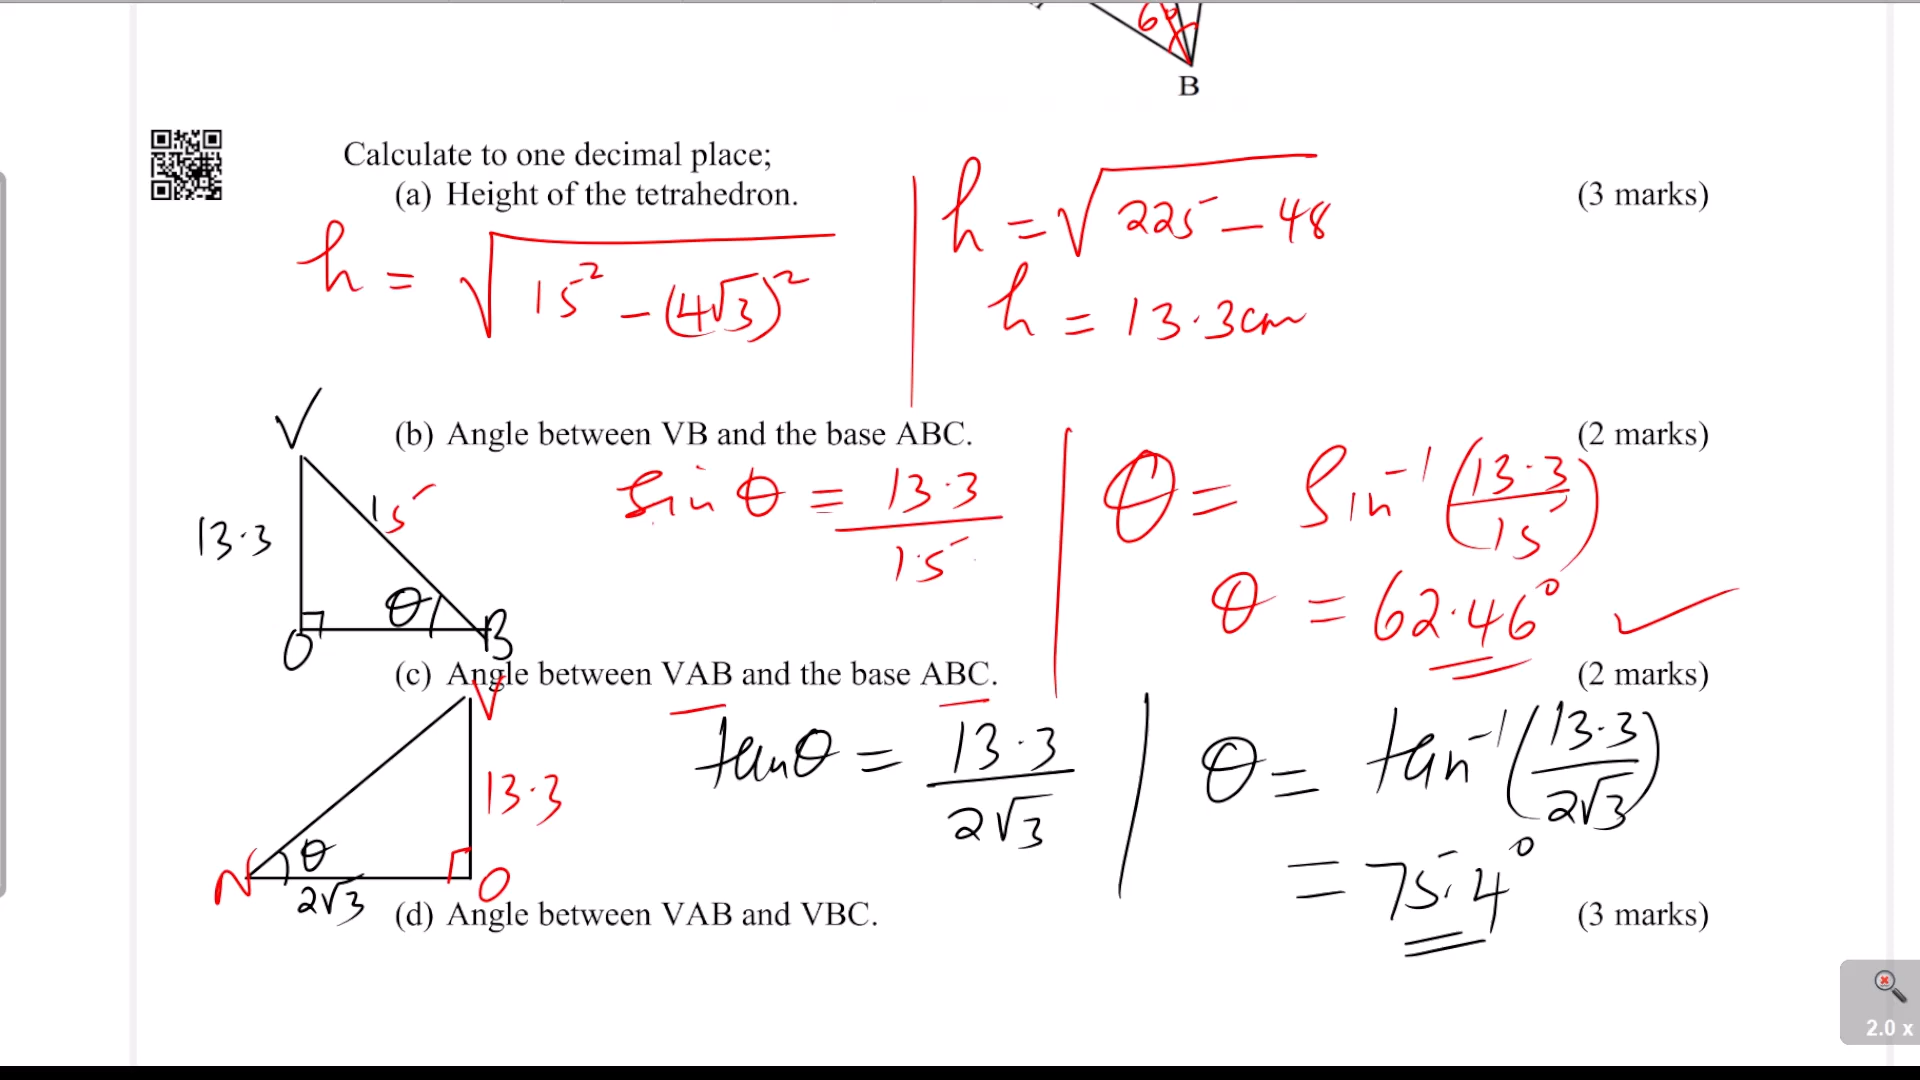 60
B
Calculate to one decimal place;
(a) Height of the tetrahedron. (3 marks)
h = √15² - (4√3)²
h = √225 - 48
h = 13.3cm
(b) Angle between VB and the base ABC. (2 marks)
V
13.3
15
θ
O
B
sin θ = 13.3/15
θ = sin⁻¹(13.3/15)
θ = 62.46°
(c) Angle between VAB and the base ABC. (2 marks)
V
13.3
N
θ
2√3
O
tan θ = 13.3/2√3
θ = tan⁻¹(13.3/2√3)
= 75.4°
(d) Angle between VAB and VBC. (3 marks)
2.0 x